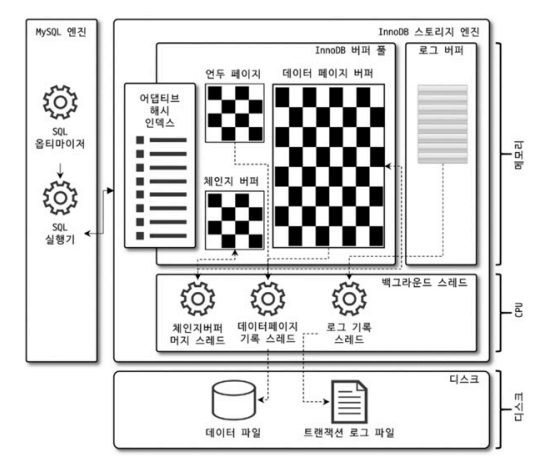 MySQL 엔진
InnoDB 스토리지 엔진
InnoDB 버퍼 풀
로그 버퍼
언두 페이지
데이터 페이지 버퍼
어댑티브
해시
인덱스
SQL
옵티마이저
체인지 버퍼
SQL
실행기
메모리
백그라운드 스레드
체인지버퍼
머지 스레드
데이터페이지
기록 스레드
로그 기록
스레드
CPU
디스크
데이터 파일
트랜잭션 로그 파일
디스크